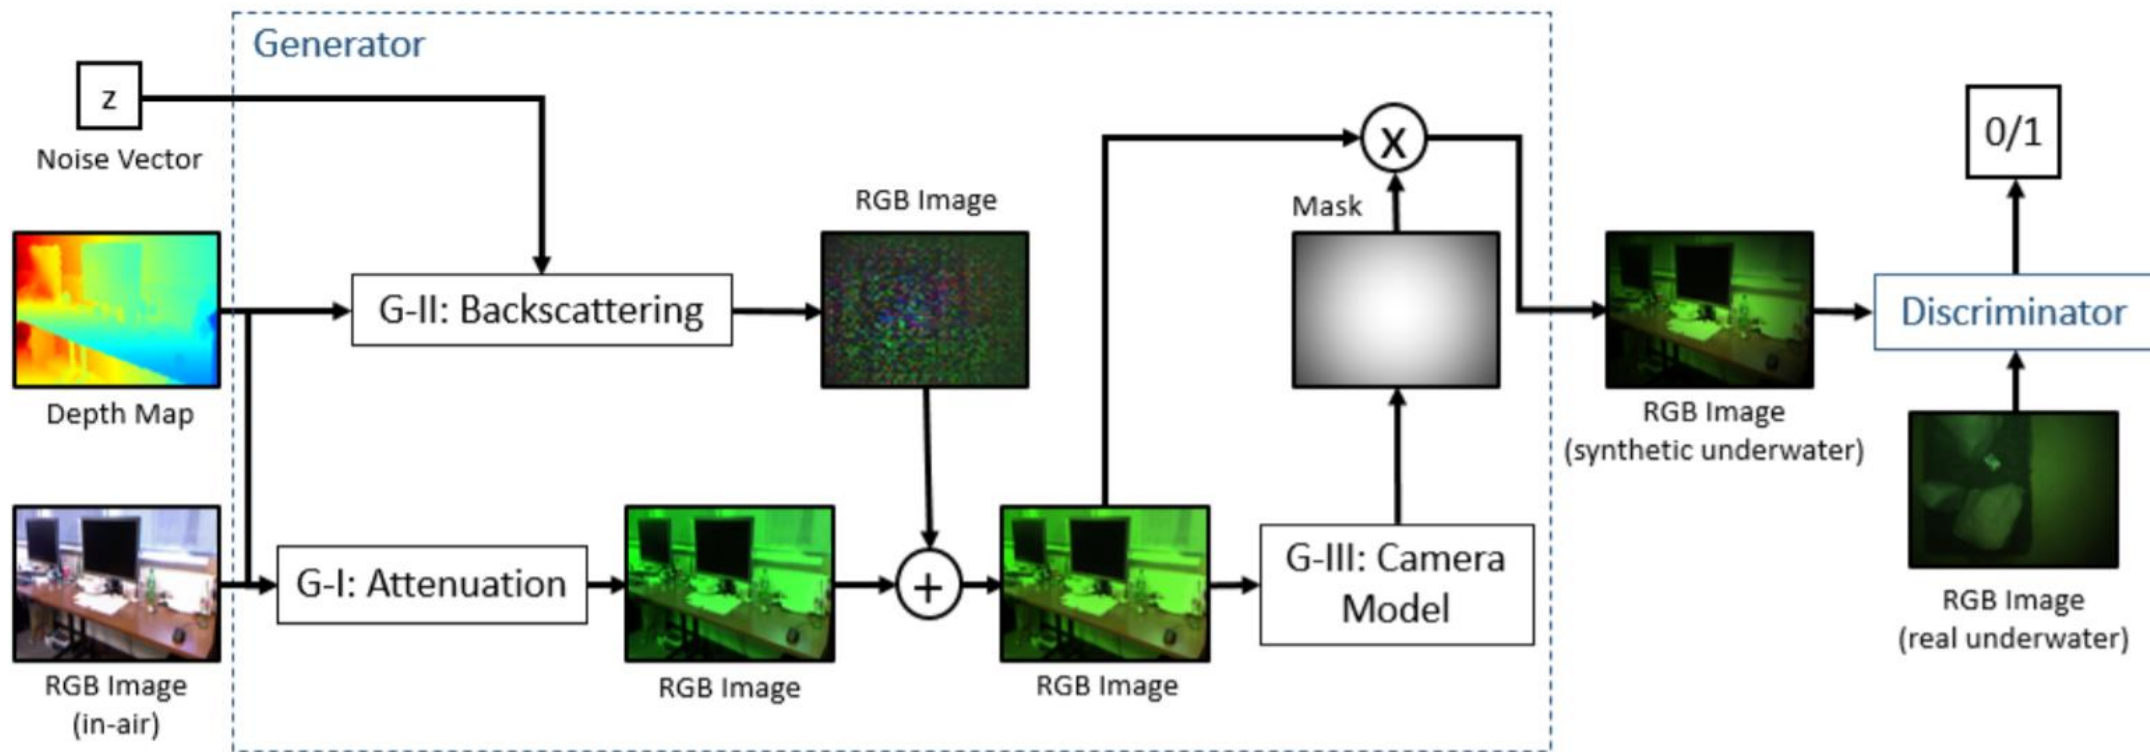 Generator
z
Noise Vector
Depth Map
RGB Image
(in-air)
G-II: Backscattering
G-I: Attenuation
RGB Image
RGB Image
+
RGB Image
G-III: Camera
Model
Mask
X
RGB Image
(synthetic underwater)
0/1
Discriminator
RGB Image
(real underwater)